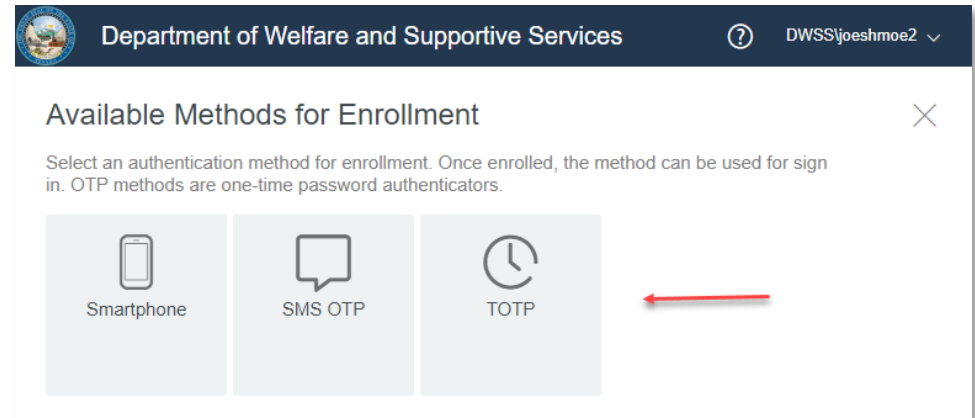 Department of Welfare and Supportive Services
DWSS\joeshmoe2
Available Methods for Enrollment
Select an authentication method for enrollment. Once enrolled, the method can be used for sign
in. OTP methods are one-time password authenticators.
Smartphone
SMS OTP
TOTP